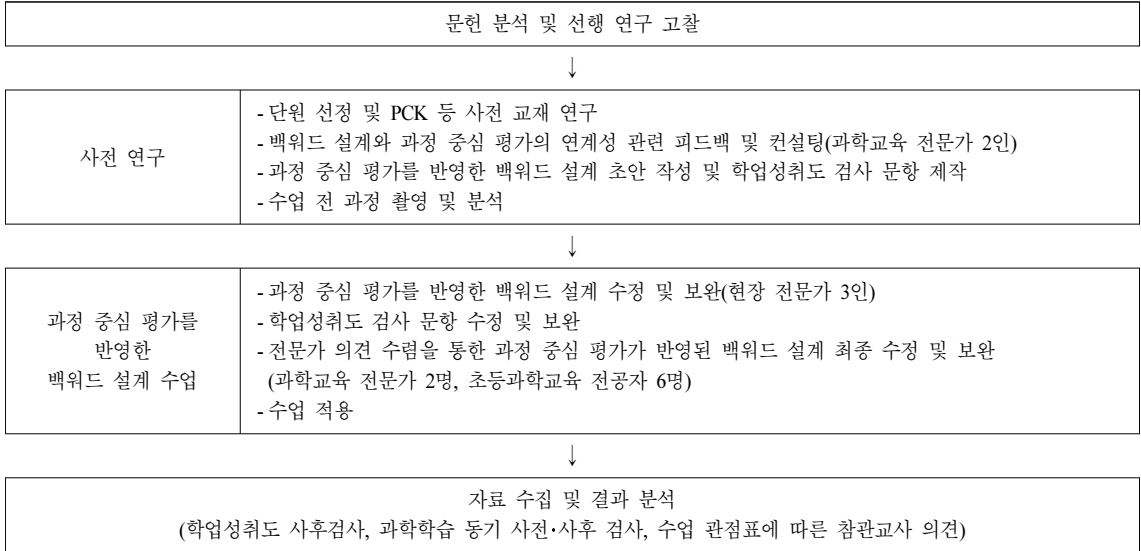 문헌 분석 및 선행 연구 고찰
↓
사전 연구
- 단원 선정 및 PCK 등 사전 교재 연구
- 백워드 설계와 과정 중심 평가의 연계성 관련 피드백 및 컨설팅(과학교육 전문가 2인)
- 과정 중심 평가를 반영한 백워드 설계 초안 작성 및 학업성취도 검사 문항 제작
- 수업 전 과정 촬영 및 분석
↓
과정 중심 평가를
반영한
백워드 설계 수업
- 과정 중심 평가를 반영한 백워드 설계 수정 및 보완(현장 전문가 3인)
- 학업성취도 검사 문항 수정 및 보완
- 전문가 의견 수렴을 통한 과정 중심 평가가 반영된 백워드 설계 최종 수정 및 보완
(과학교육 전문가 2명, 초등과학교육 전공자 6명)
- 수업 적용
↓
자료 수집 및 결과 분석
(학업성취도 사후검사, 과학학습 동기 사전·사후 검사, 수업 관점표에 따른 참관교사 의견)